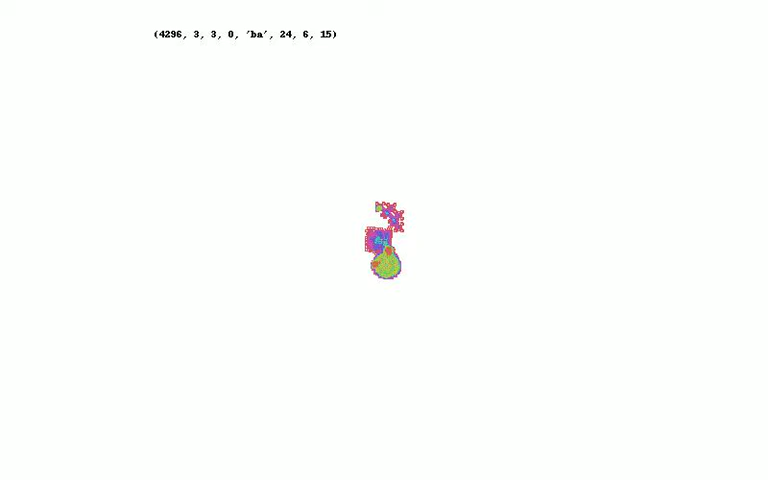 (4296, 3, 3, 0, 'ba', 24, 6, 15)